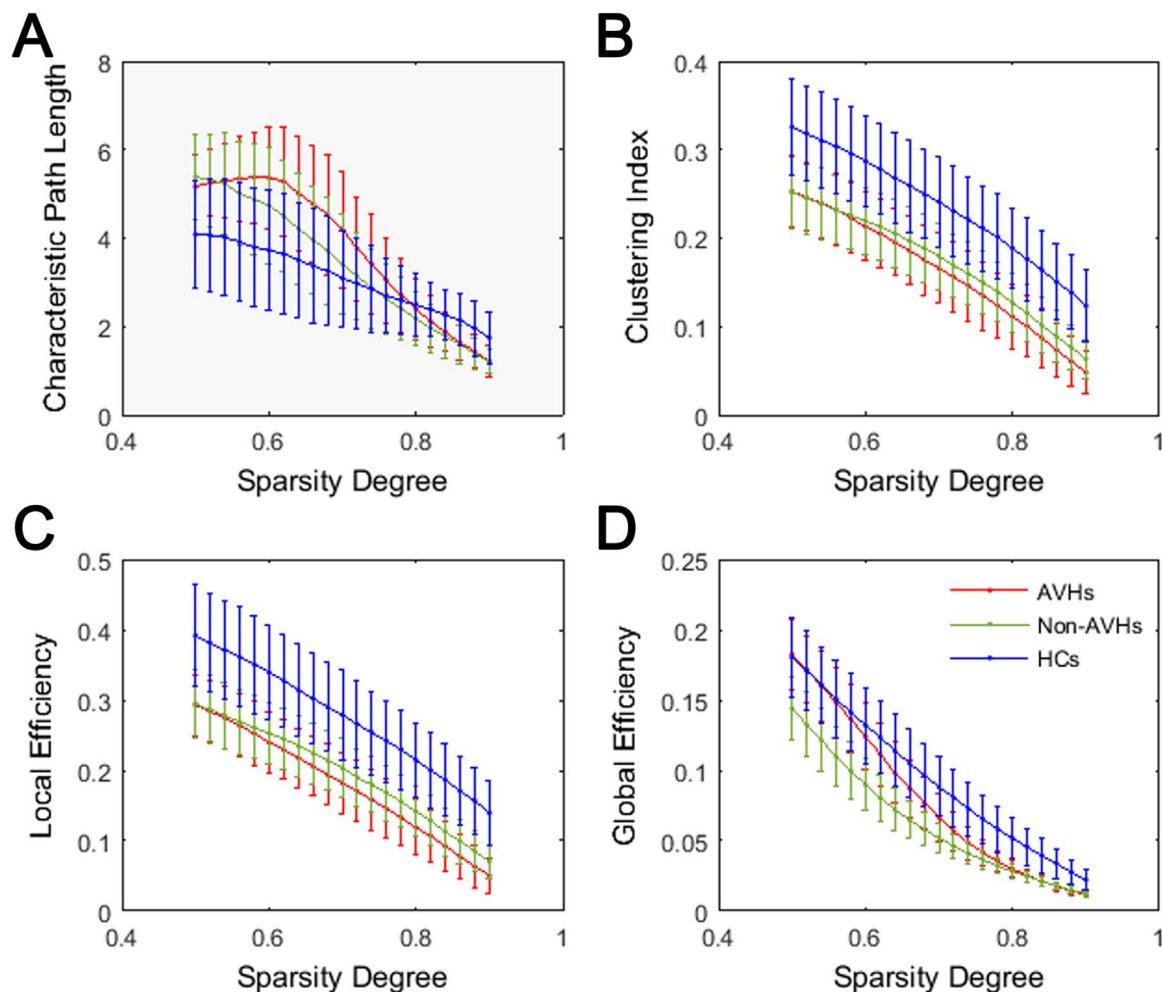 A
Characteristic Path Length
8
6
4
2
0
0.4
0.6
0.8
1
Sparsity Degree
B
Clustering Index
0.4
0.3
0.2
0.1
0
0.4
0.6
0.8
1
Sparsity Degree
C
Local Efficiency
0.5
0.4
0.3
0.2
0.1
0
0.4
0.6
0.8
1
Sparsity Degree
D
Global Efficiency
0.25
0.2
0.15
0.1
0.05
0
0.4
0.6
0.8
1
Sparsity Degree
AVHs
Non-AVHs
HCs